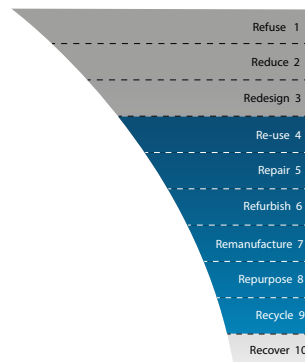 Refuse 1
Reduce 2
Redesign 3
Re-use 4
Repair 5
Refurbish 6
Remanufacture 7
Repurpose 8
Recycle 9
Recover 10